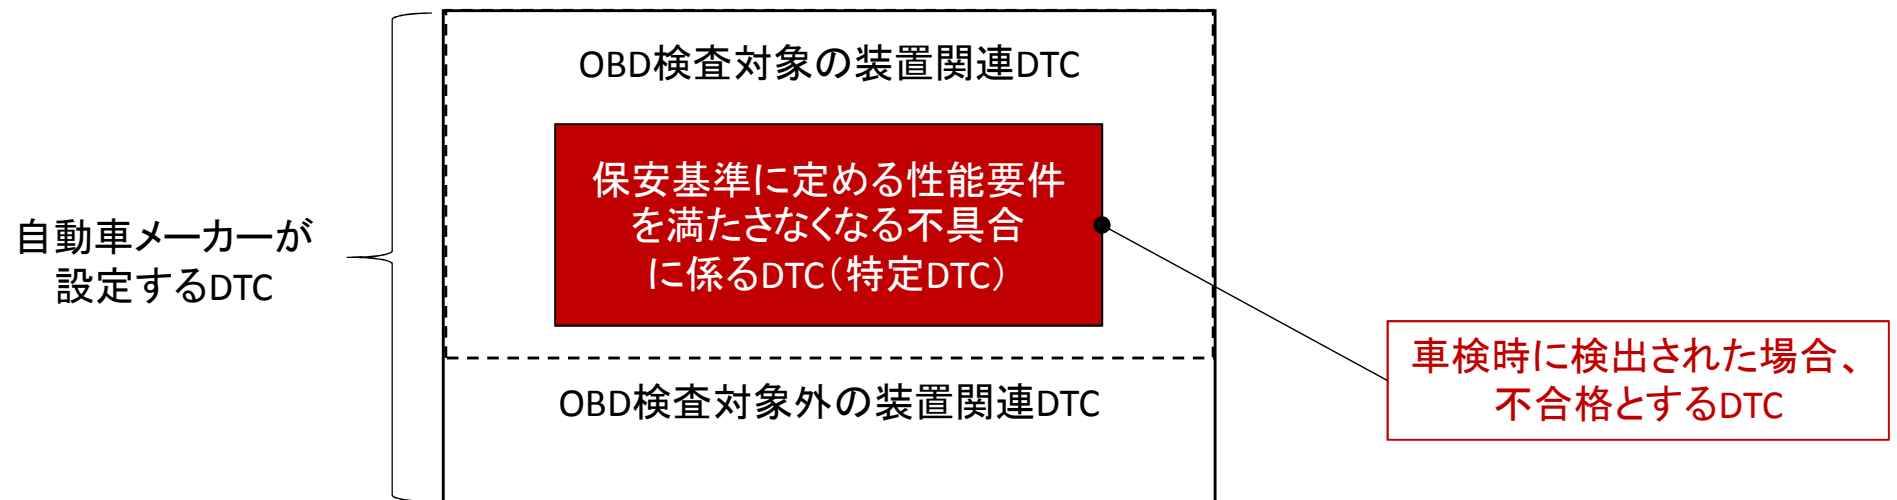 OBD検査対象の装置関連DTC
保安基準に定める性能要件
を満たさなくなる不具合
に係るDTC（特定DTC）
自動車メーカーが
設定するDTC
車検時に検出された場合、
不合格とするDTC
OBD検査対象外の装置関連DTC